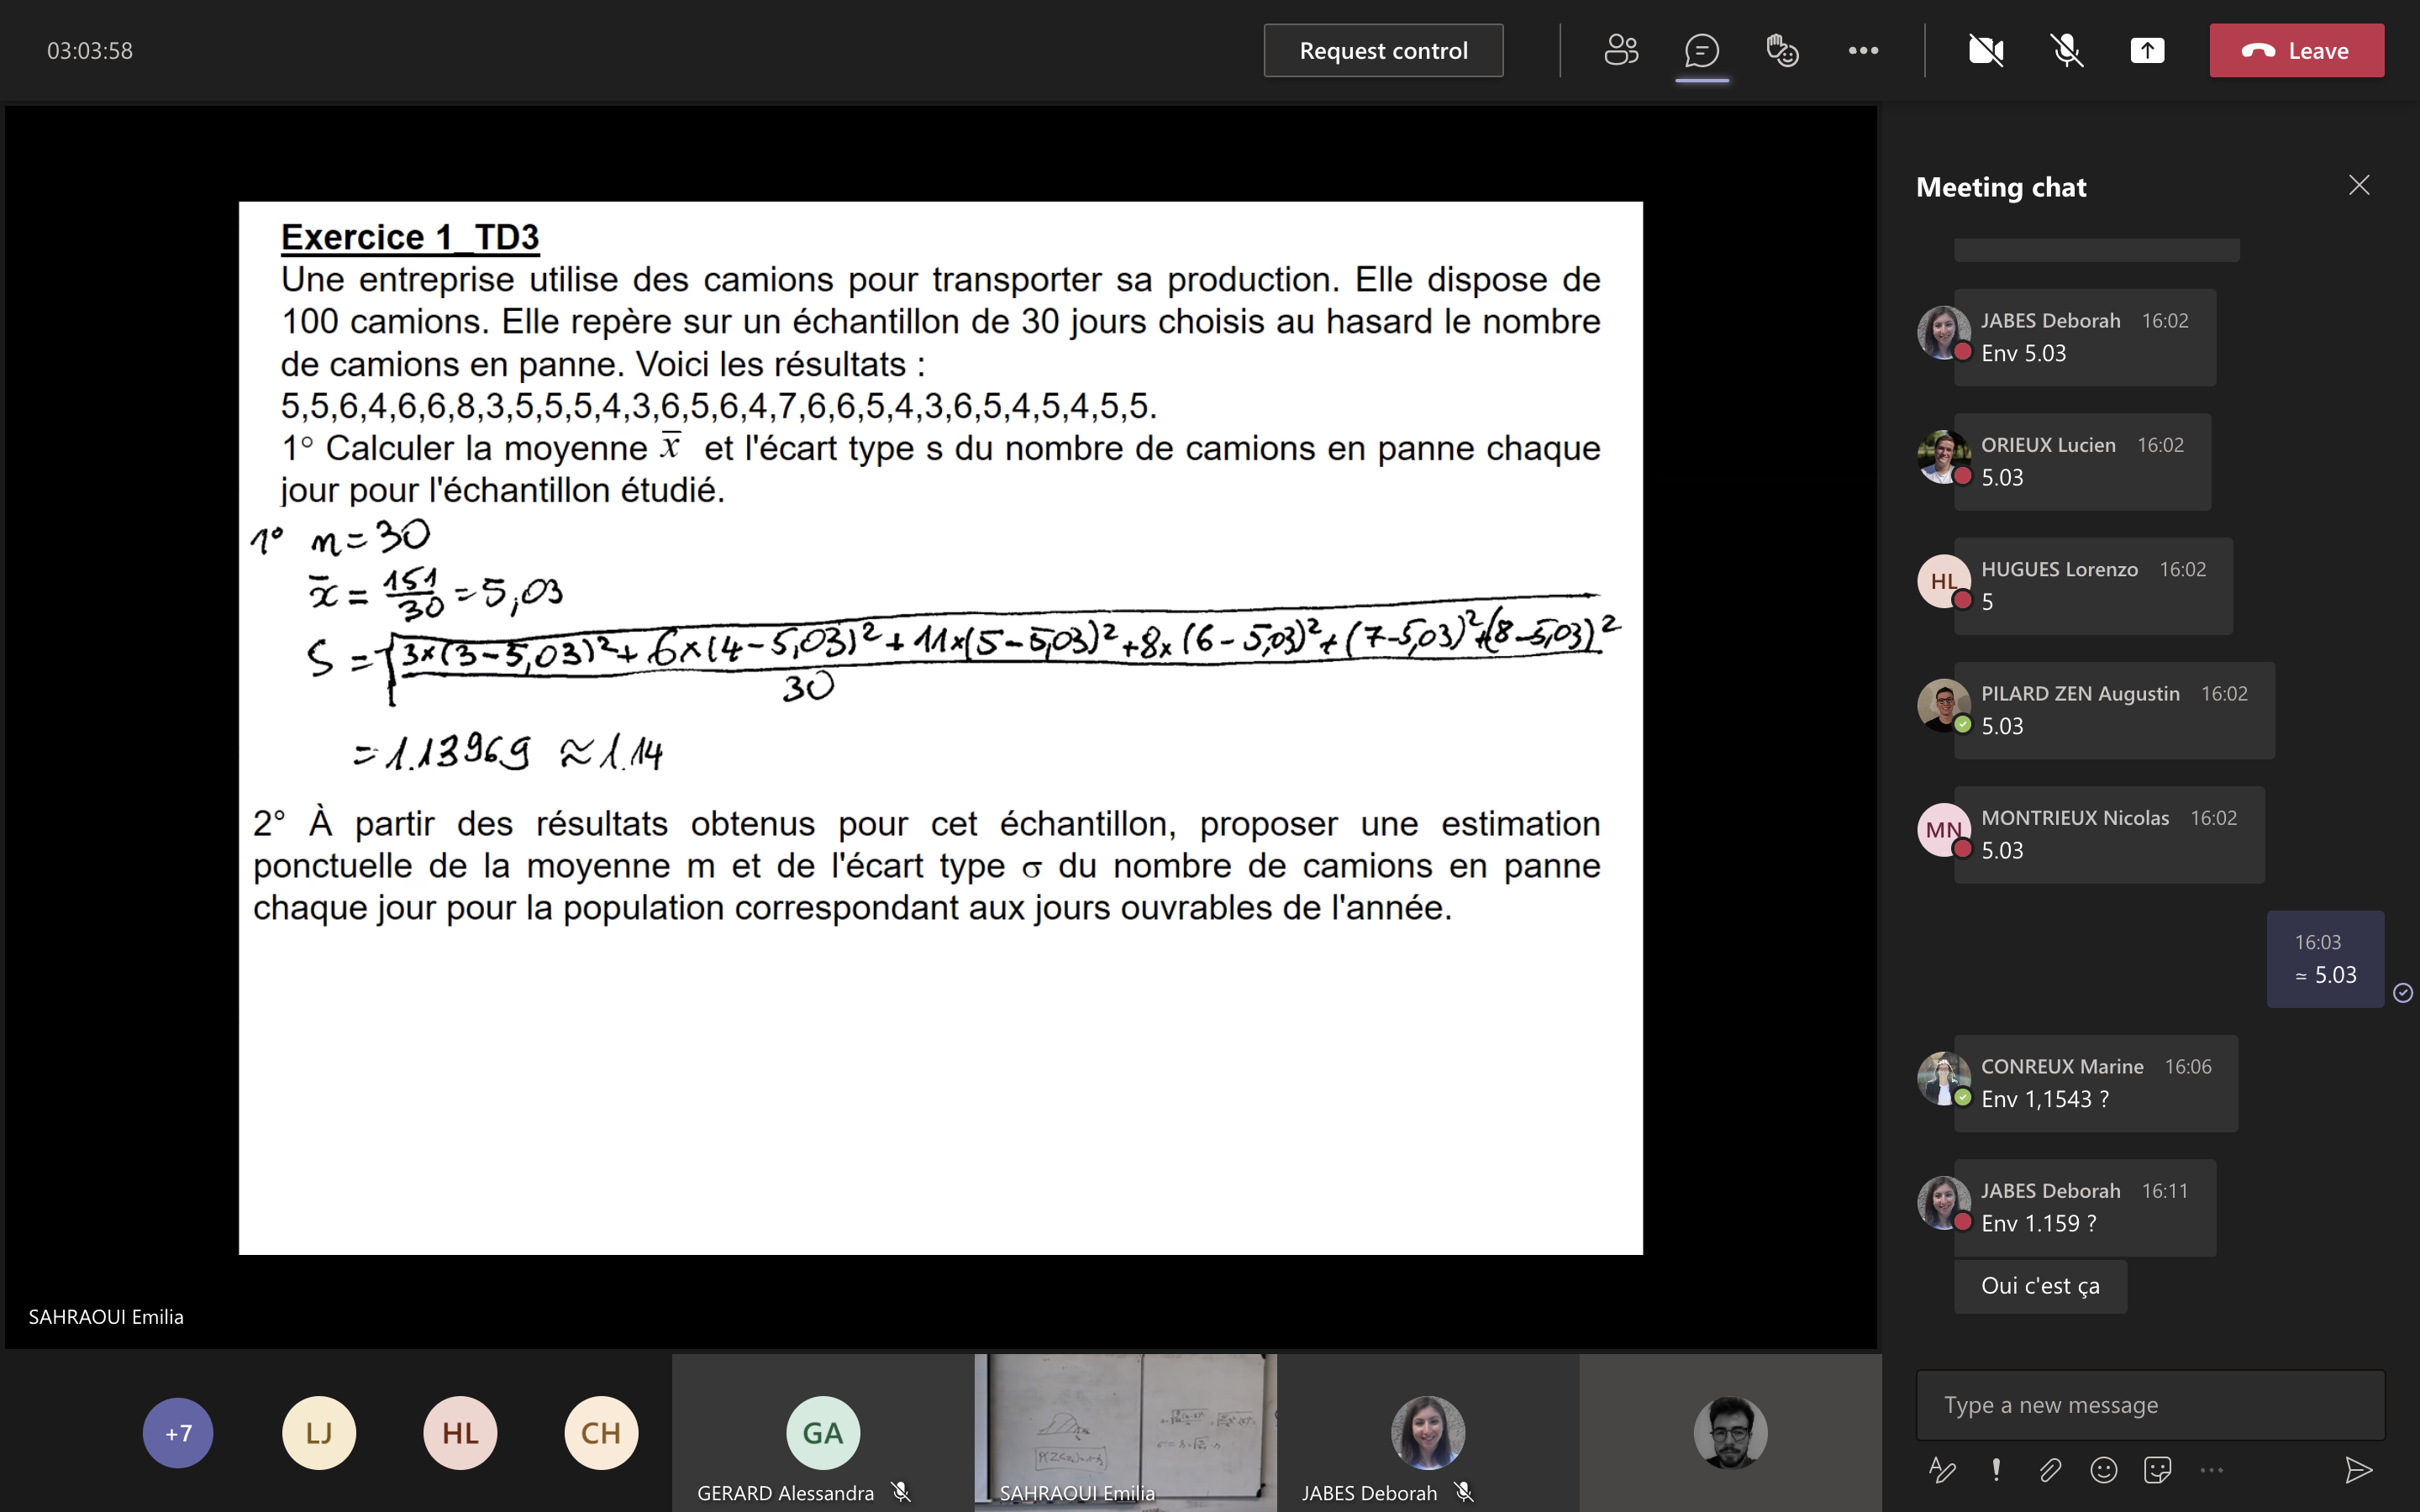 03:03:58
Request control
Leave
Exercice 1_TD3
Une entreprise utilise des camions pour transporter sa production. Elle dispose de
100 camions. Elle repère sur un échantillon de 30 jours choisis au hasard le nombre
de camions en panne. Voici les résultats :
5,5,6,4,6,6,8,3,5,5,5,4,3,6,5,6,4,7,6,6,5,4,3,6,5,4,5,4,5,5.
1° Calculer la moyenne x̅ et l'écart type s du nombre de camions en panne chaque
jour pour l'échantillon étudié.
1° n = 30
x̅ = 151/30 = 5,03
S = √(3×(3-5,03)² + 6×(4-5,03)² + 11×(5-5,03)² + 8×(6-5,03)² + (7-5,03)² + (8-5,03)²
30
= 1.13969 ≈ 1.14
2° À partir des résultats obtenus pour cet échantillon, proposer une estimation
ponctuelle de la moyenne m et de l'écart type σ du nombre de camions en panne
chaque jour pour la population correspondant aux jours ouvrables de l'année.
SAHRAOUI Emilia
+7
LJ
HL
CH
GA
GERARD Alessandra
SAHRAOUI Emilia
JABES Deborah
Meeting chat
JABES Deborah 16:02
Env 5.03
ORIEUX Lucien 16:02
5.03
HL
HUGUES Lorenzo 16:02
5
PILARD ZEN Augustin 16:02
5.03
MN
MONTRIEUX Nicolas 16:02
5.03
16:03
≃ 5.03
CONREUX Marine 16:06
Env 1,1543 ?
JABES Deborah 16:11
Env 1.159 ?
Oui c'est ça
Type a new message